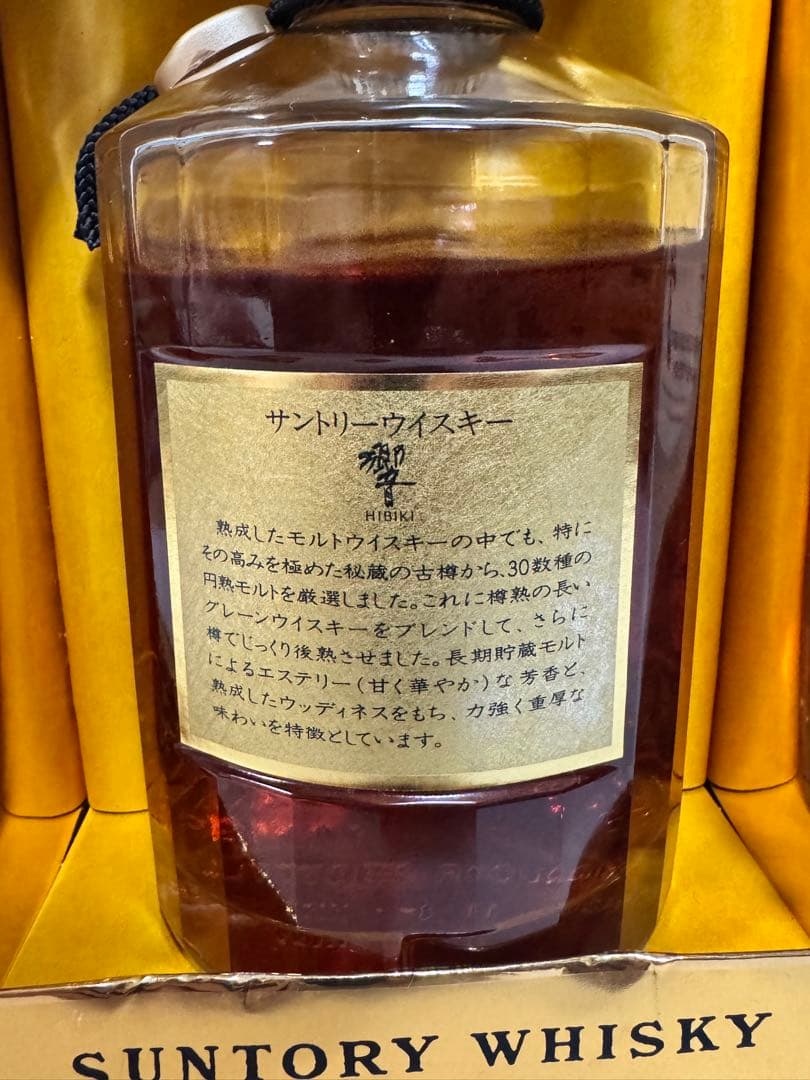 サントリーウイスキー
響
HIBIKI
熟成したモルトウイスキーの中でも、特に
その高みを極めた秘蔵の古樽から、30数種の
円熟モルトを厳選しました。これに樽熟の長い
グレーンウイスキーをブレンドして、さらに
樽でじっくり後熟させました。長期貯蔵モルト
によるエステリー(甘く華やか)な芳香と、
熟成したウッディネスをもち、力強く重厚な
味わいを特徴としています。
SUNTORY WHISKY